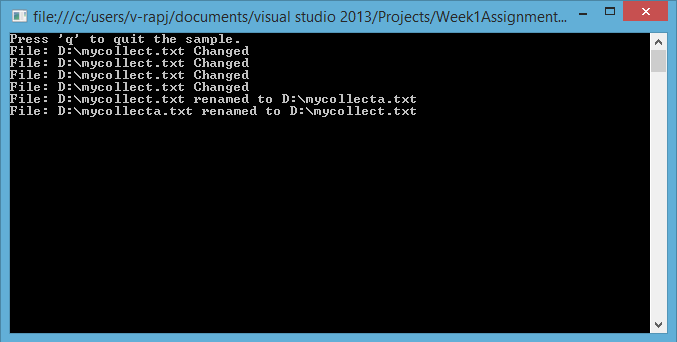 file:///c:/users/v-rapj/documents/visual studio 2013/Projects/Week1Assignment...
Press 'q' to quit the sample.
File: D:\mycollect.txt Changed
File: D:\mycollect.txt Changed
File: D:\mycollect.txt Changed
File: D:\mycollect.txt Changed
File: D:\mycollect.txt renamed to D:\mycollecta.txt
File: D:\mycollecta.txt renamed to D:\mycollect.txt